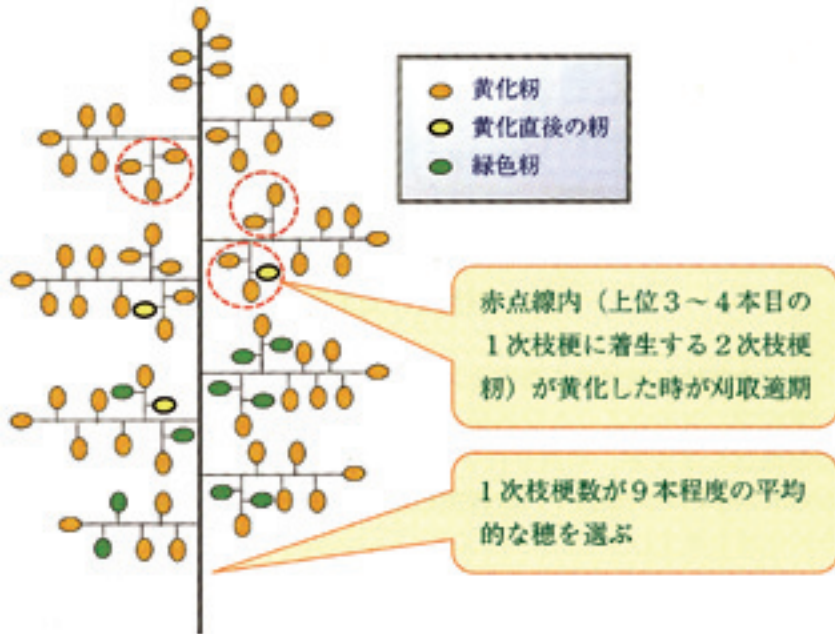 黄化籾
黄化直後の籾
緑色籾
赤点線内（上位3～4本目の
1次枝梗に着生する2次枝梗
籾）が黄化した時が刈取適期
1次枝梗数が9本程度の平均
的な穂を選ぶ